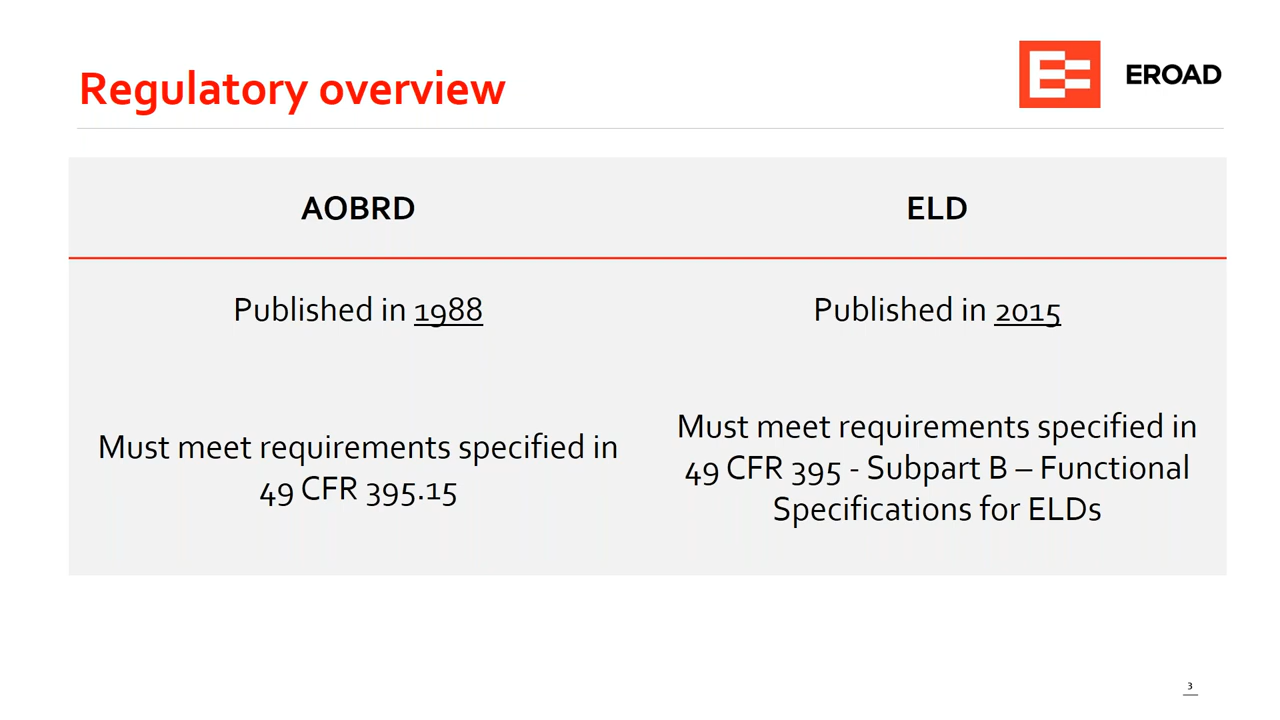 Regulatory overview
EROAD
AOBRD
ELD
Published in 1988
Published in 2015
Must meet requirements specified in
49 CFR 395.15
Must meet requirements specified in
49 CFR 395 - Subpart B – Functional
Specifications for ELDs
3